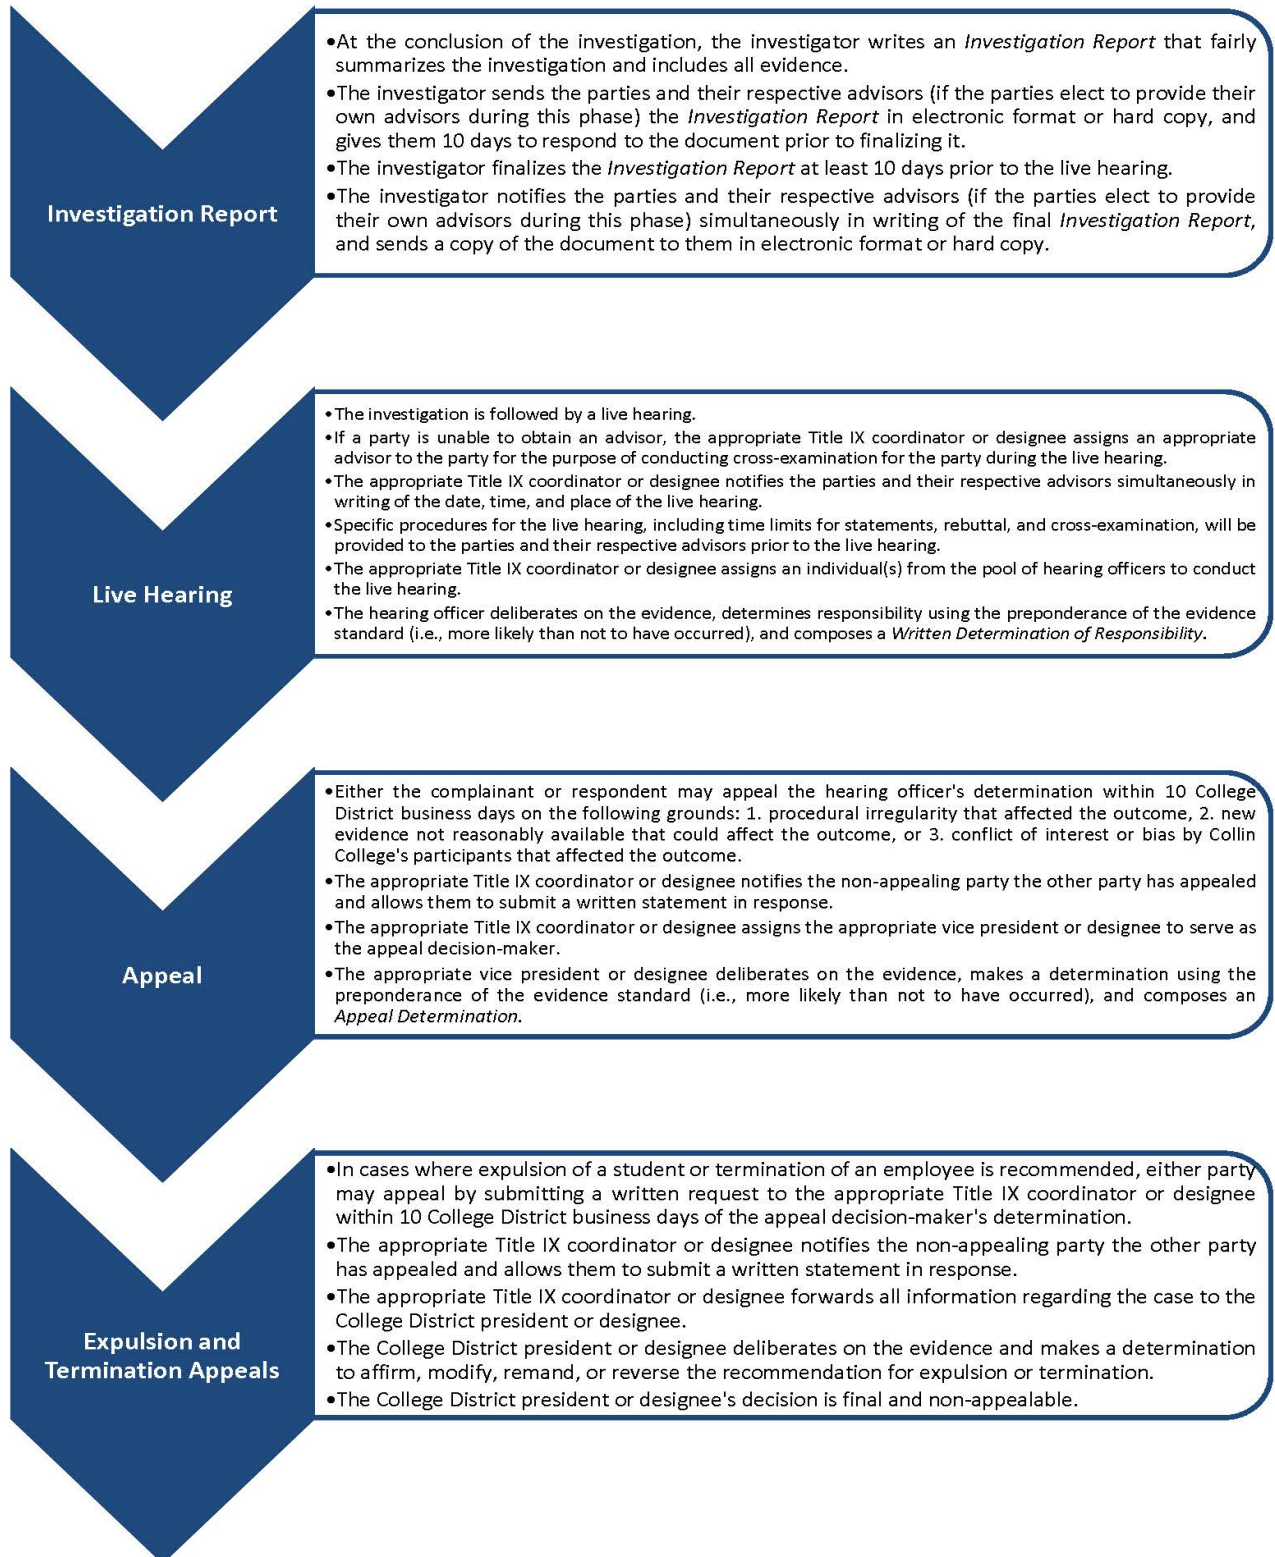 Investigation Report
•At the conclusion of the investigation, the investigator writes an Investigation Report that fairly
summarizes the investigation and includes all evidence.
•The investigator sends the parties and their respective advisors (if the parties elect to provide their
own advisors during this phase) the Investigation Report in electronic format or hard copy, and
gives them 10 days to respond to the document prior to finalizing it.
•The investigator finalizes the Investigation Report at least 10 days prior to the live hearing.
•The investigator notifies the parties and their respective advisors (if the parties elect to provide
their own advisors during this phase) simultaneously in writing of the final Investigation Report,
and sends a copy of the document to them in electronic format or hard copy.
Live Hearing
•The investigation is followed by a live hearing.
•If a party is unable to obtain an advisor, the appropriate Title IX coordinator or designee assigns an appropriate
advisor to the party for the purpose of conducting cross-examination for the party during the live hearing.
•The appropriate Title IX coordinator or designee notifies the parties and their respective advisors simultaneously in
writing of the date, time, and place of the live hearing.
•Specific procedures for the live hearing, including time limits for statements, rebuttal, and cross-examination, will be
provided to the parties and their respective advisors prior to the live hearing.
•The appropriate Title IX coordinator or designee assigns an individual(s) from the pool of hearing officers to conduct
the live hearing.
•The hearing officer deliberates on the evidence, determines responsibility using the preponderance of the evidence
standard (i.e., more likely than not to have occurred), and composes a Written Determination of Responsibility.
Appeal
•Either the complainant or respondent may appeal the hearing officer's determination within 10 College
District business days on the following grounds: 1. procedural irregularity that affected the outcome, 2. new
evidence not reasonably available that could affect the outcome, or 3. conflict of interest or bias by Collin
College's participants that affected the outcome.
•The appropriate Title IX coordinator or designee notifies the non-appealing party the other party has appealed
and allows them to submit a written statement in response.
•The appropriate Title IX coordinator or designee assigns the appropriate vice president or designee to serve as
the appeal decision-maker.
•The appropriate vice president or designee deliberates on the evidence, makes a determination using the
preponderance of the evidence standard (i.e., more likely than not to have occurred), and composes an
Appeal Determination.
Expulsion and
Termination Appeals
•In cases where expulsion of a student or termination of an employee is recommended, either party
may appeal by submitting a written request to the appropriate Title IX coordinator or designee
within 10 College District business days of the appeal decision-maker's determination.
•The appropriate Title IX coordinator or designee notifies the non-appealing party the other party
has appealed and allows them to submit a written statement in response.
•The appropriate Title IX coordinator or designee forwards all information regarding the case to the
College District president or designee.
•The College District president or designee deliberates on the evidence and makes a determination
to affirm, modify, remand, or reverse the recommendation for expulsion or termination.
•The College District president or designee's decision is final and non-appealable.